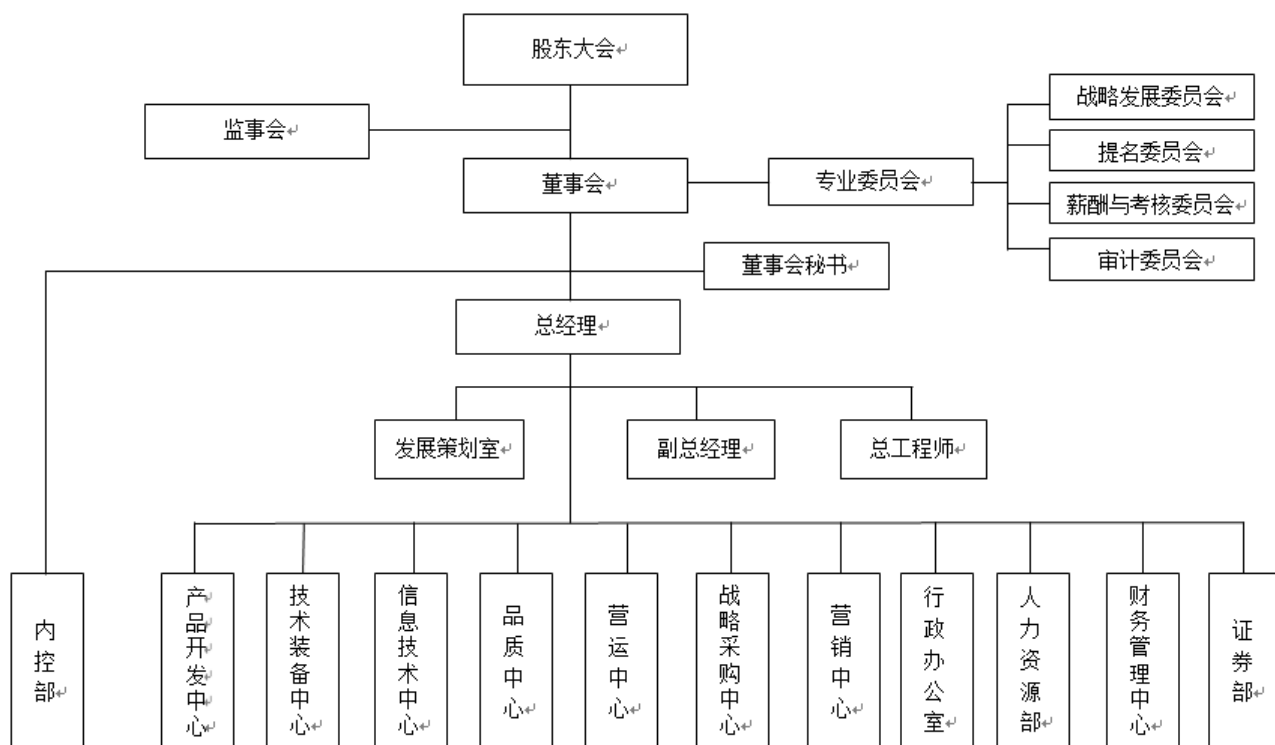 股东大会
监事会
董事会
专业委员会
战略发展委员会
提名委员会
薪酬与考核委员会
审计委员会
董事会秘书
总经理
发展策划室
副总经理
总工程师
内控部
产品开发中心
技术装备中心
信息技术中心
品质中心
营运中心
战略采购中心
营销中心
行政办公室
人力资源部
财务管理中心
证券部